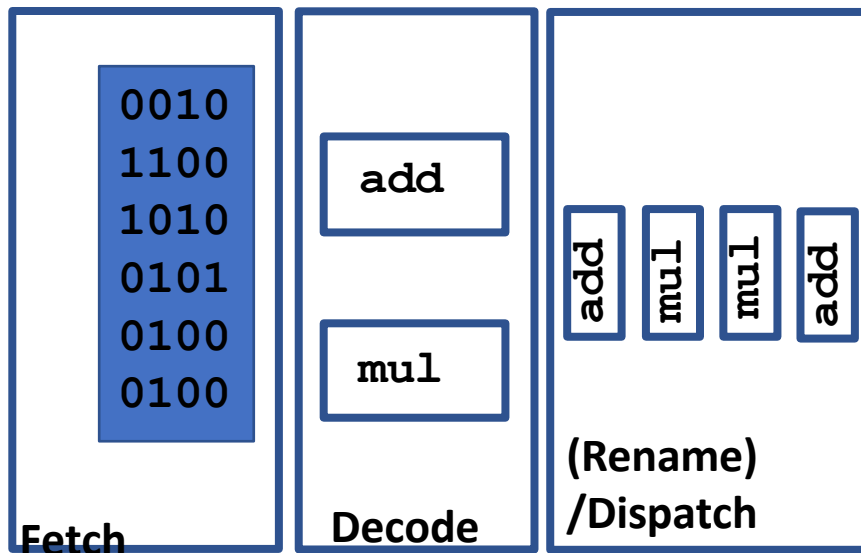 0010
1100
1010
0101
0100
0100
Fetch
add
mul
Decode
add
mul
mul
add
(Rename)
/Dispatch